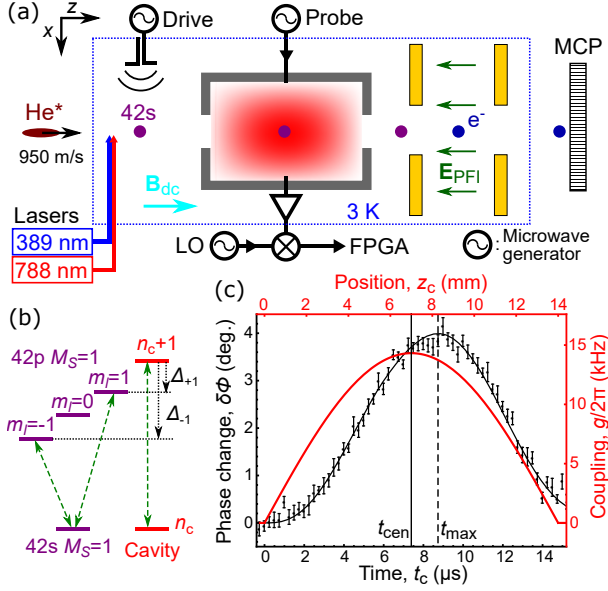 (a)
z
x
Drive
Probe
MCP
He*
42s
e-
950 m/s
B_dc
E_PFI
3 K
Lasers
389 nm
788 nm
LO
FPGA
: Microwave generator
(b)
n_c+1
42p M_S=1
m_l=1
Δ_+1
m_l=0
Δ_-1
m_l=-1
n_c
42s M_S=1
Cavity
(c)
Position, z_c (mm)
0 2 4 6 8 10 12 14
Phase change, δΦ (deg.)
4
3
2
1
0
Coupling, g/2π (kHz)
15
10
5
0
t_cen
t_max
0 2 4 6 8 10 12 14
Time, t_c (μs)